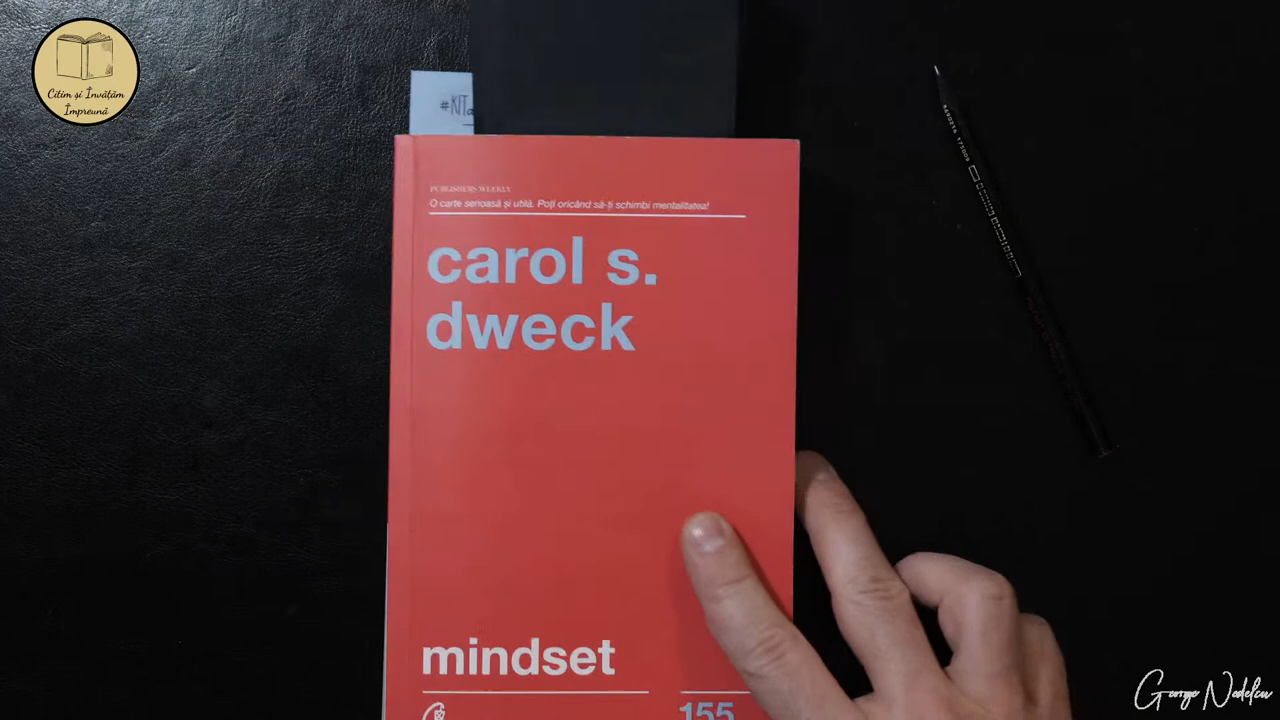 Citim și Învățăm
Împreună
#KITa
PUBLISHERS WEEKLY
O carte serioasă și utilă. Poți oricând să-ți schimbi mentalitatea!
carol s.
dweck
mindset
155
George Nedelcu